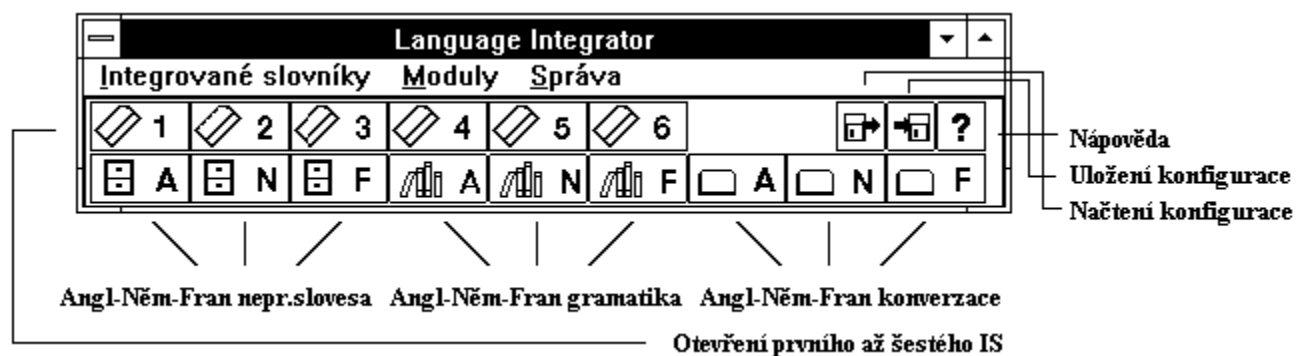 Language Integrator
Integrované slovníky Moduly Správa
1 2 3 4 5 6 ?
A N F A N F A N F
Nápověda
Uložení konfigurace
Načtení konfigurace
Angl-Něm-Fran nepr.slovesa Angl-Něm-Fran gramatika Angl-Něm-Fran konverzace
Otevření prvního až šestého IS